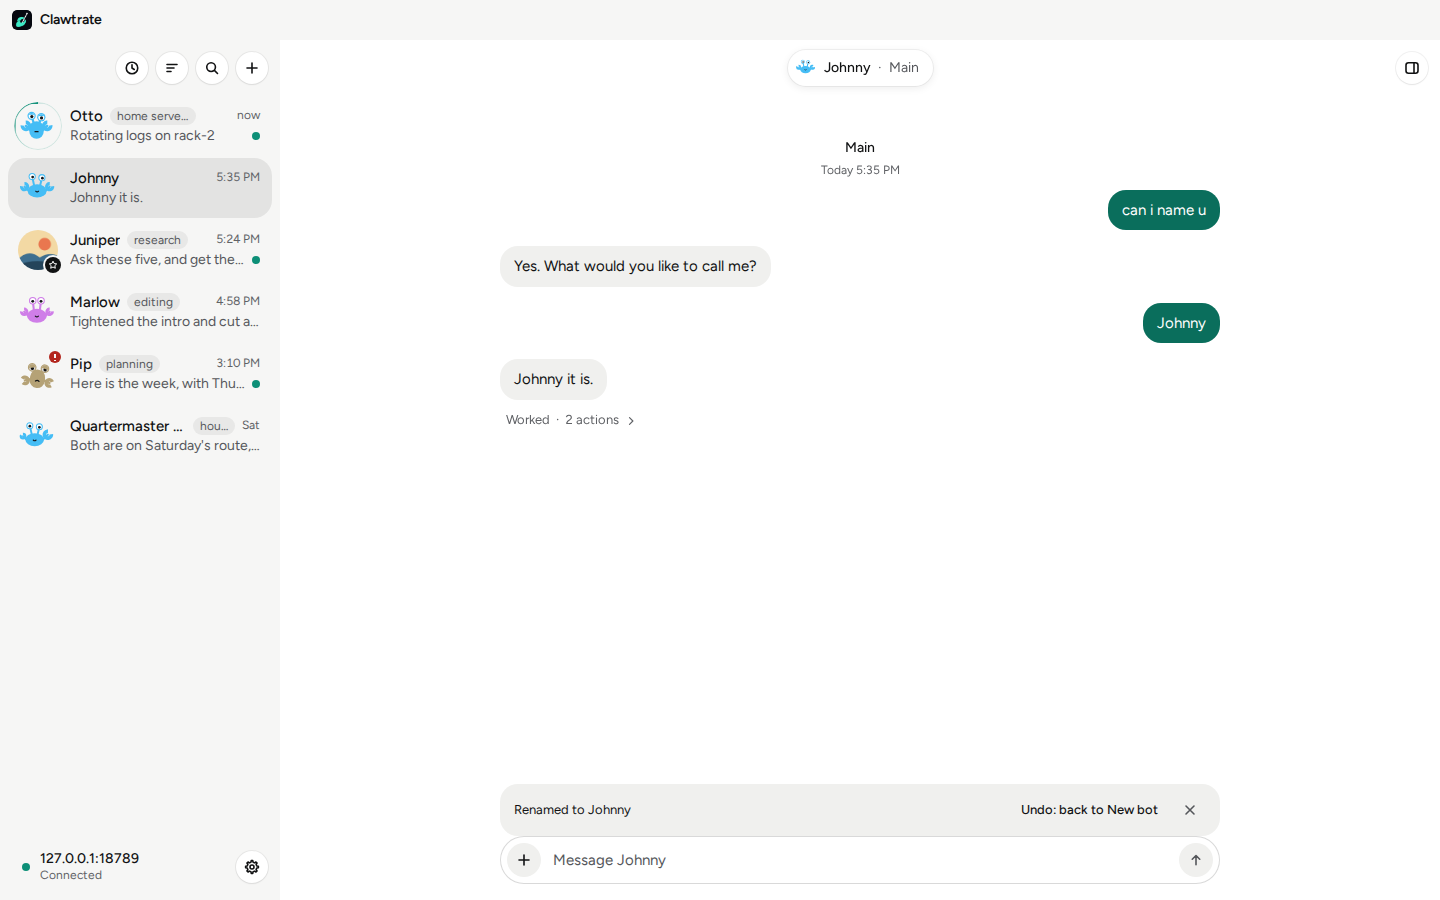 Clawtrate
Otto home serve... now
Rotating logs on rack-2
Johnny 5:35 PM
Johnny it is.
Juniper research 5:24 PM
Ask these five, and get the...
Marlow editing 4:58 PM
Tightened the intro and cut a...
Pip planning 3:10 PM
Here is the week, with Thu...
Quartermaster ... hou... Sat
Both are on Saturday's route,...
127.0.0.1:18789
Connected
Johnny · Main
Main
Today 5:35 PM
can i name u
Yes. What would you like to call me?
Johnny
Johnny it is.
Worked · 2 actions
Renamed to Johnny Undo: back to New bot
Message Johnny